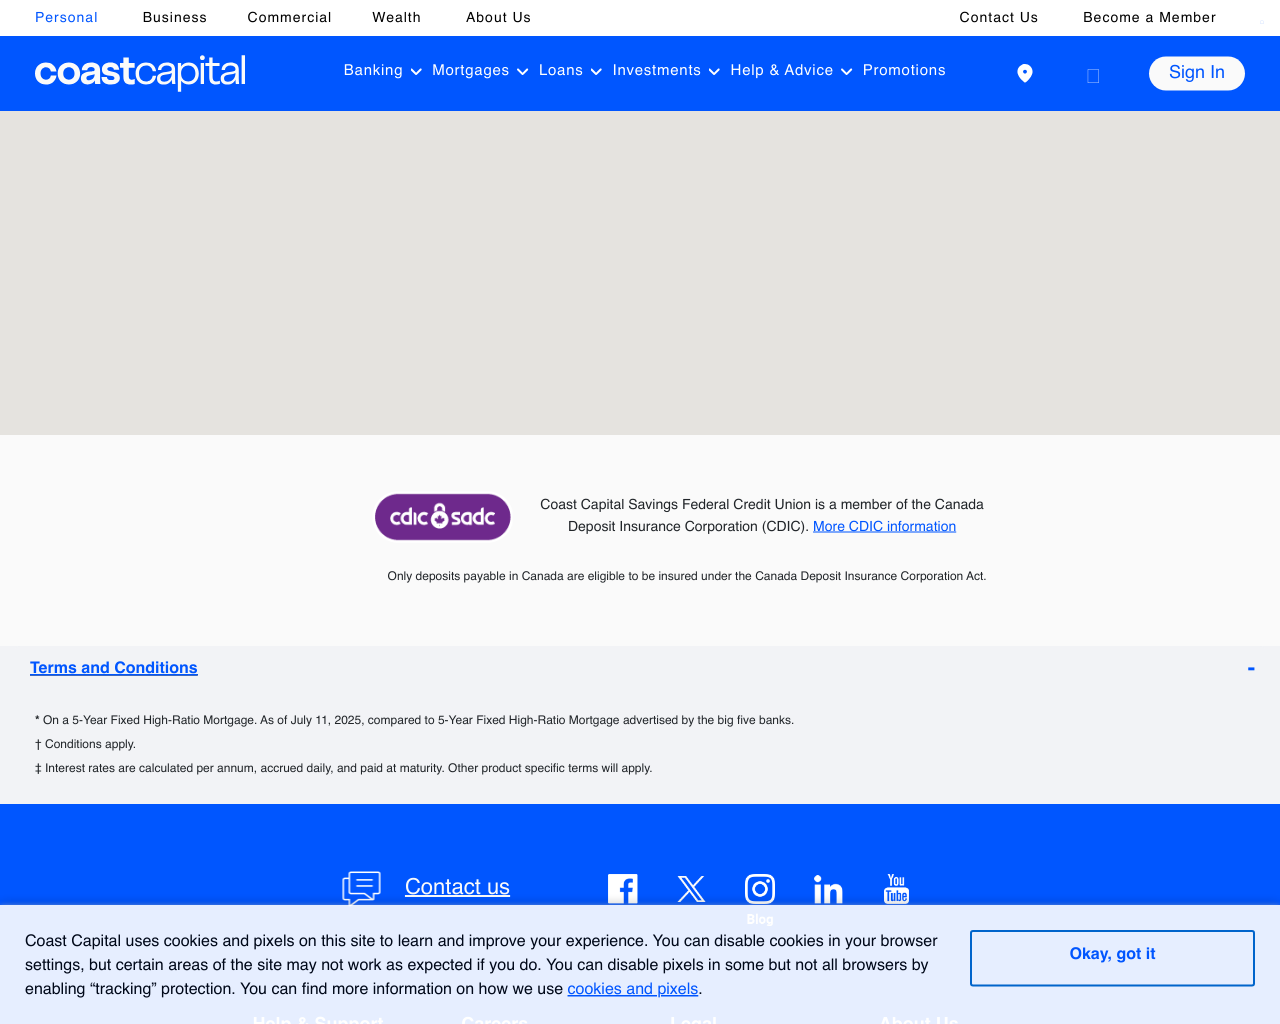 Personal Business Commercial Wealth About Us Contact Us Become a Member
coastcapital Banking Mortgages Loans Investments Help & Advice Promotions Sign In
cdic sadc
Coast Capital Savings Federal Credit Union is a member of the Canada
Deposit Insurance Corporation (CDIC). More CDIC information
Only deposits payable in Canada are eligible to be insured under the Canada Deposit Insurance Corporation Act.
Terms and Conditions -
* On a 5-Year Fixed High-Ratio Mortgage. As of July 11, 2025, compared to 5-Year Fixed High-Ratio Mortgage advertised by the big five banks.
† Conditions apply.
‡ Interest rates are calculated per annum, accrued daily, and paid at maturity. Other product specific terms will apply.
Contact us
You
Tube
Blog
Coast Capital uses cookies and pixels on this site to learn and improve your experience. You can disable cookies in your browser
settings, but certain areas of the site may not work as expected if you do. You can disable pixels in some but not all browsers by
enabling “tracking” protection. You can find more information on how we use cookies and pixels.
Okay, got it
Help & Support Careers Legal About Us